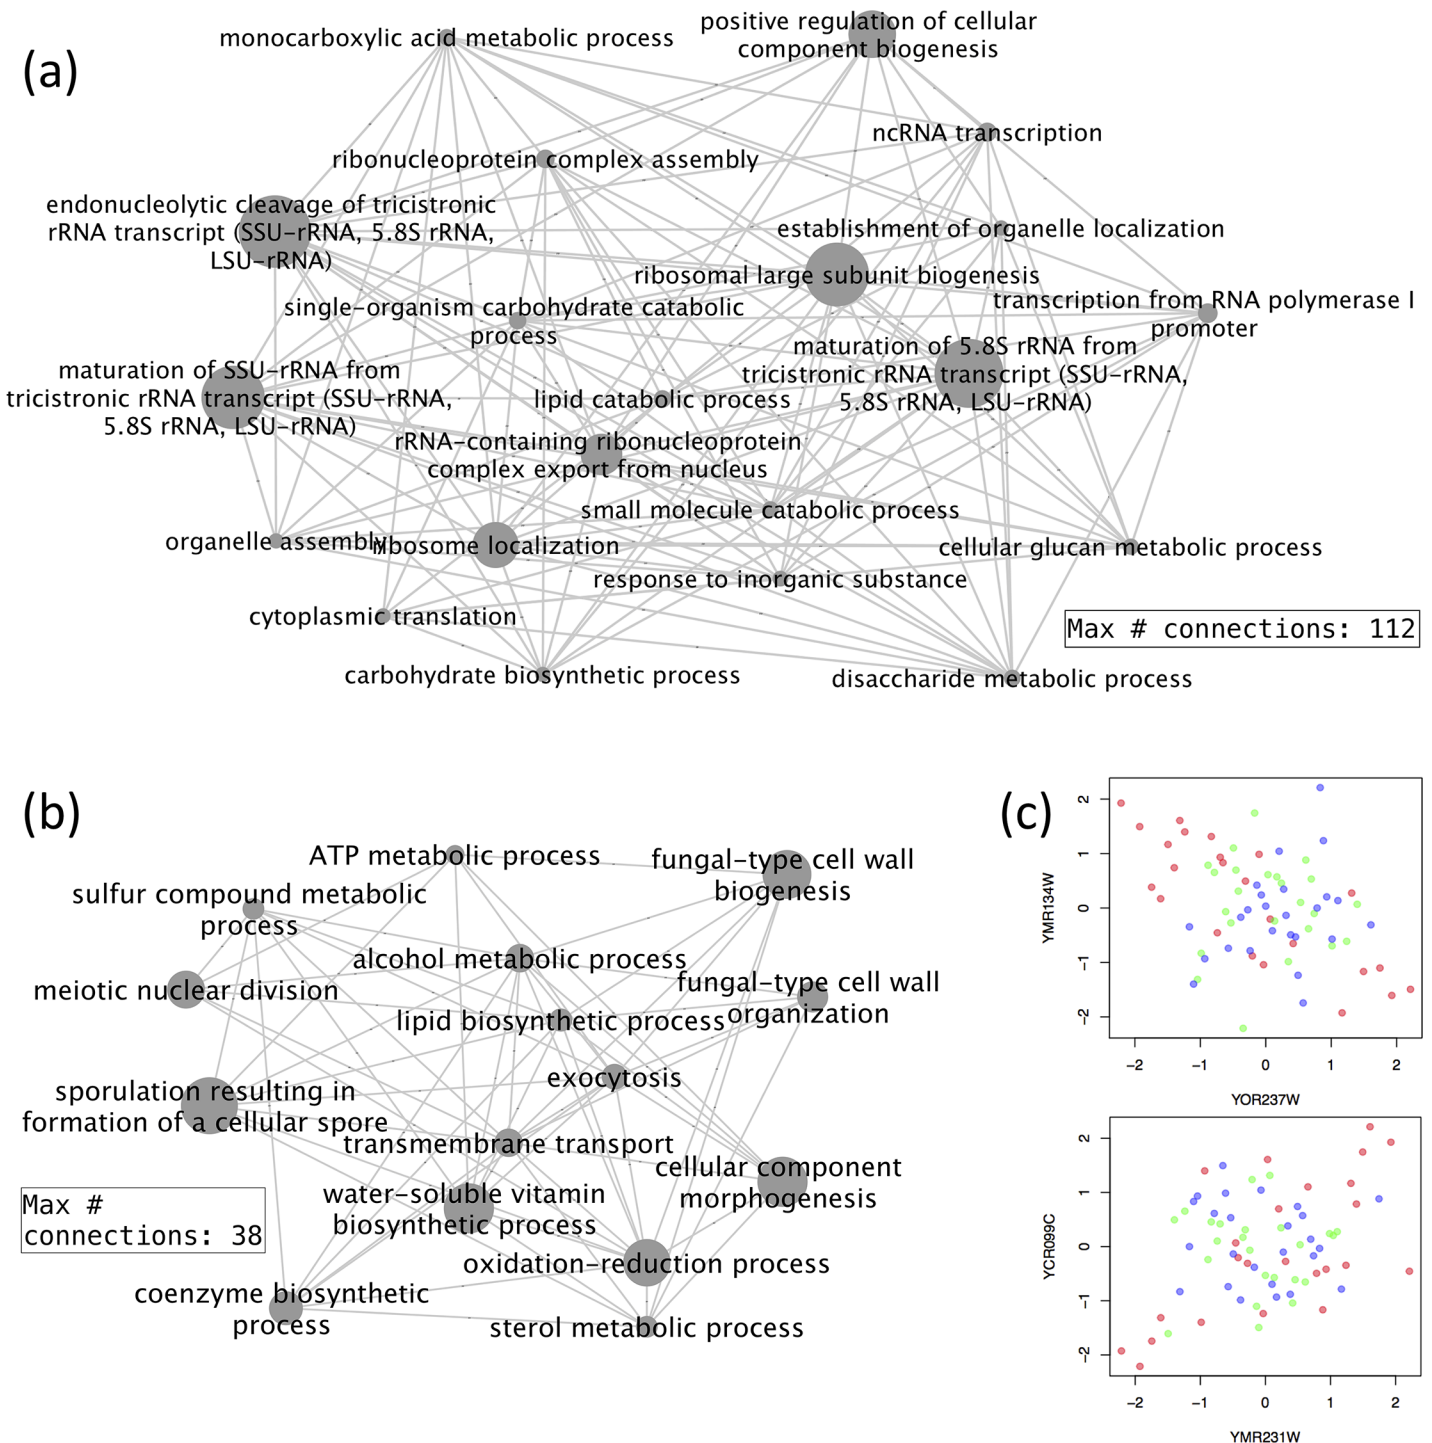 (a)
monocarboxylic acid metabolic process
positive regulation of cellular
component biogenesis
ncRNA transcription
ribonucleoprotein complex assembly
endonucleolytic cleavage of tricistronic
rRNA transcript (SSU-rRNA, 5.8S rRNA,
LSU-rRNA)
establishment of organelle localization
ribosomal large subunit biogenesis
single-organism carbohydrate catabolic
process
transcription from RNA polymerase I
promoter
maturation of 5.8S rRNA from
tricistronic rRNA transcript (SSU-rRNA,
5.8S rRNA, LSU-rRNA)
maturation of SSU-rRNA from
tricistronic rRNA transcript (SSU-rRNA,
5.8S rRNA, LSU-rRNA)
lipid catabolic process
rRNA-containing ribonucleoprotein
complex export from nucleus
small molecule catabolic process
organelle assembly
ribosome localization
cellular glucan metabolic process
response to inorganic substance
cytoplasmic translation
Max # connections: 112
carbohydrate biosynthetic process
disaccharide metabolic process
(b)
ATP metabolic process
fungal-type cell wall
biogenesis
sulfur compound metabolic
process
alcohol metabolic process
meiotic nuclear division
fungal-type cell wall
organization
lipid biosynthetic process
exocytosis
sporulation resulting in
formation of a cellular spore
transmembrane transport
cellular component
morphogenesis
water-soluble vitamin
biosynthetic process
Max #
connections: 38
oxidation-reduction process
coenzyme biosynthetic
process
sterol metabolic process
(c)
YMR134W
2
1
0
-1
-2
-2 -1 0 1 2
YOR237W
YCR099C
2
1
0
-1
-2
-2 -1 0 1 2
YMR231W